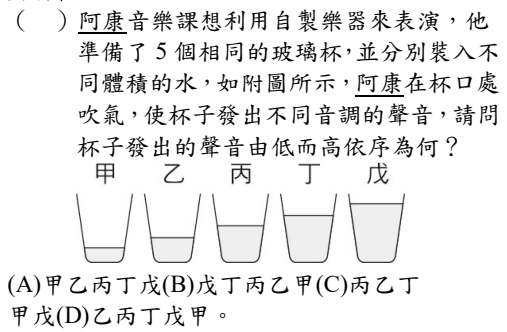 (　)阿康音樂課想利用自製樂器來表演，他
準備了 5 個相同的玻璃杯，並分別裝入不
同體積的水，如附圖所示，阿康在杯口處
吹氣，使杯子發出不同音調的聲音，請問
杯子發出的聲音由低而高依序為何？
甲 乙 丙 丁 戊
(A)甲乙丙丁戊(B)戊丁丙乙甲(C)丙乙丁
甲戊(D)乙丙丁戊甲。